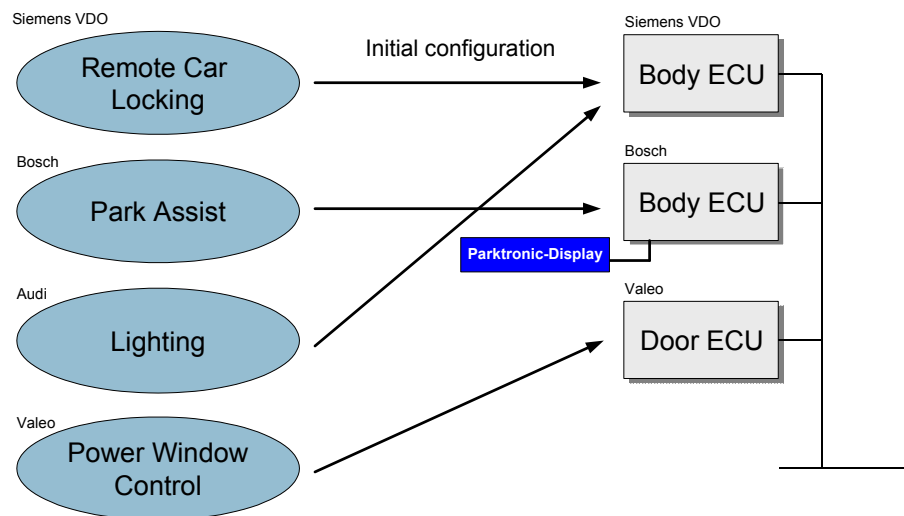 Siemens VDO
Remote Car
Locking
Initial configuration
Siemens VDO
Body ECU
Bosch
Park Assist
Bosch
Body ECU
Parktronic-Display
Audi
Lighting
Valeo
Door ECU
Valeo
Power Window
Control